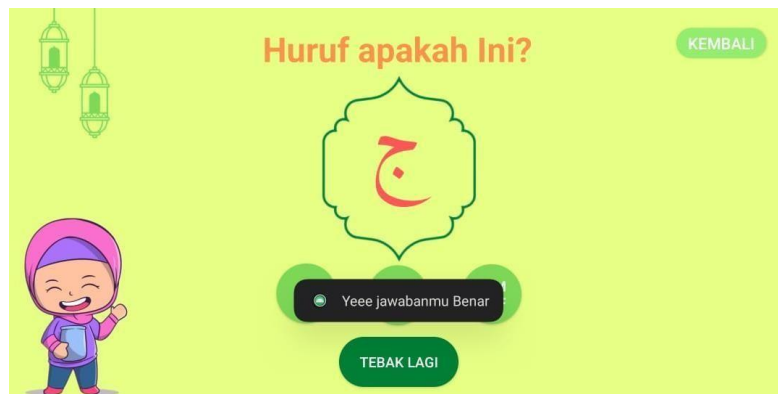 Huruf apakah Ini?
KEMBALI
ج
Yeee jawabanmu Benar
TEBAK LAGI